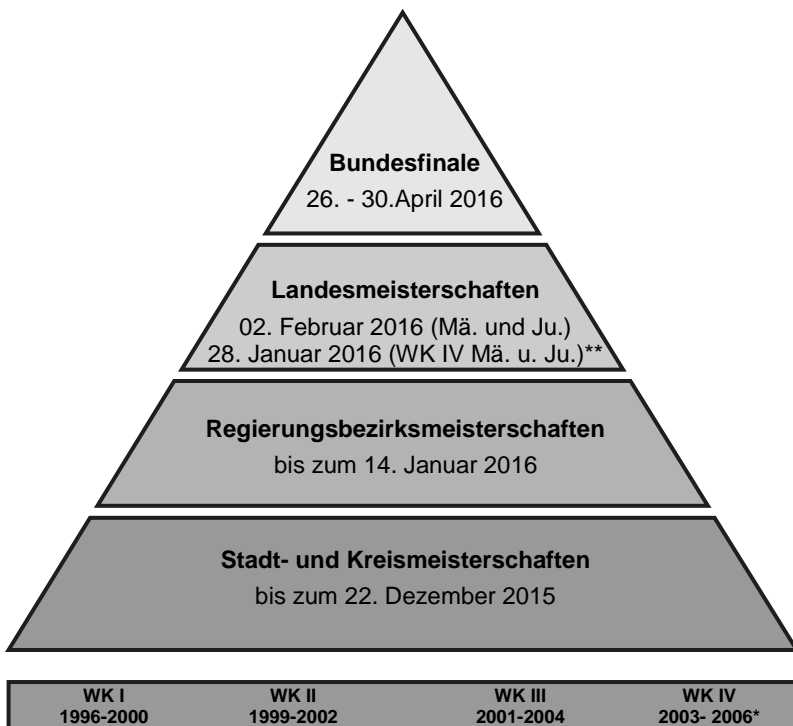 Bundesfinale
26. - 30.April 2016
Landesmeisterschaften
02. Februar 2016 (Mä. und Ju.)
28. Januar 2016 (WK IV Mä. u. Ju.)**
Regierungsbezirksmeisterschaften
bis zum 14. Januar 2016
Stadt- und Kreismeisterschaften
bis zum 22. Dezember 2015
WK I WK II WK III WK IV
1996-2000 1999-2002 2001-2004 2003- 2006*